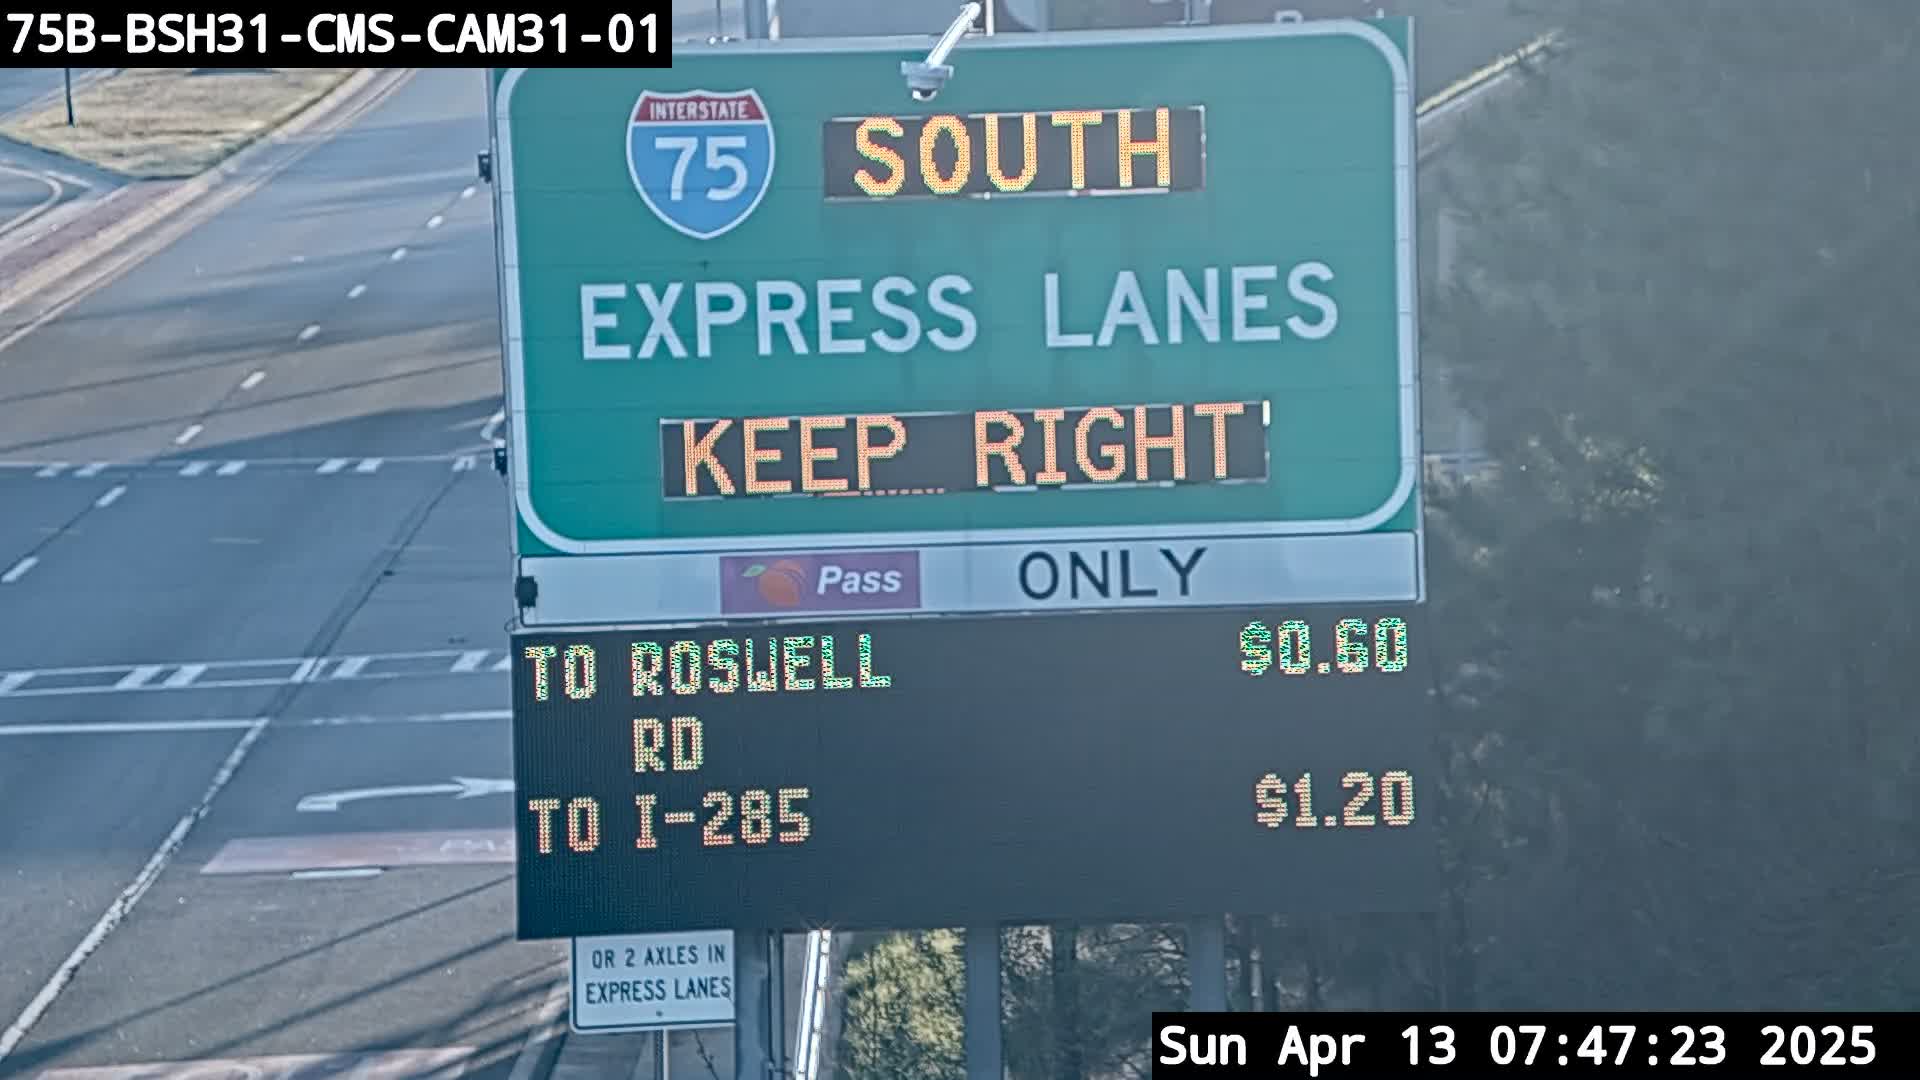 75B-BSH31-CMS-CAM31-01
INTERSTATE
75
SOUTH
EXPRESS LANES
KEEP RIGHT
Pass ONLY
TO ROSWELL $0.60
RD
TO I-285 $1.20
OR 2 AXLES IN
EXPRESS LANES
Sun Apr 13 07:47:23 2025